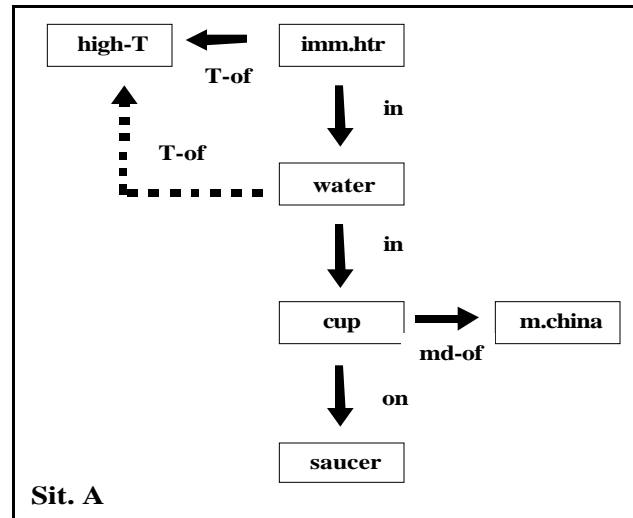 high-T
imm.htr
T-of
in
T-of
water
in
cup
m.china
md-of
on
saucer
Sit. A